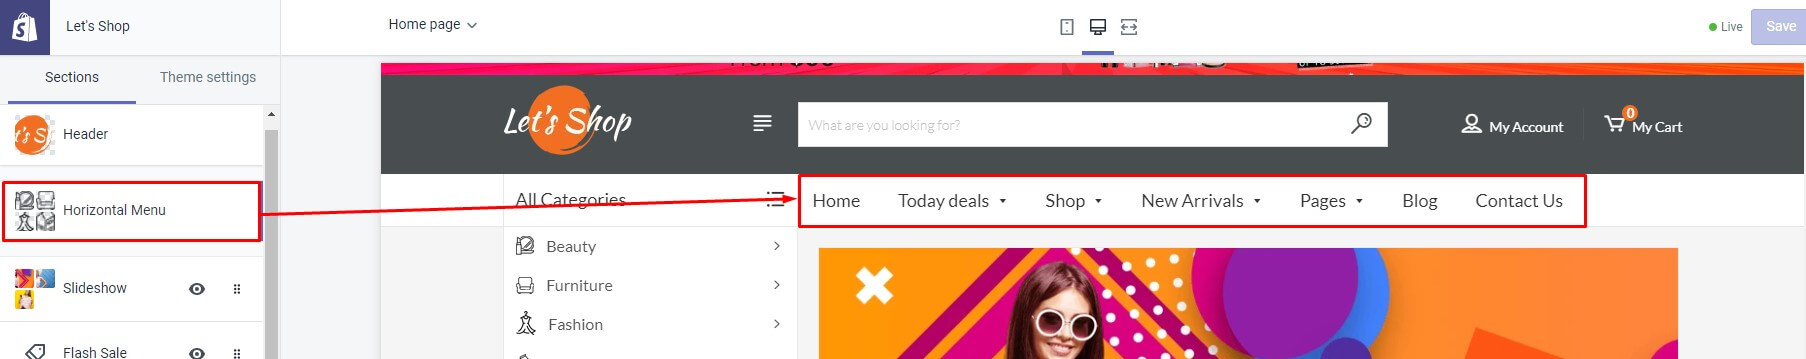 Let's Shop
Home page
Live
Save
Sections
Theme settings
Header
Horizontal Menu
Slideshow
Flash Sale
Let's Shop
What are you looking for?
My Account
0
My Cart
All Categories
Home
Today deals
Shop
New Arrivals
Pages
Blog
Contact Us
Beauty
Furniture
Fashion